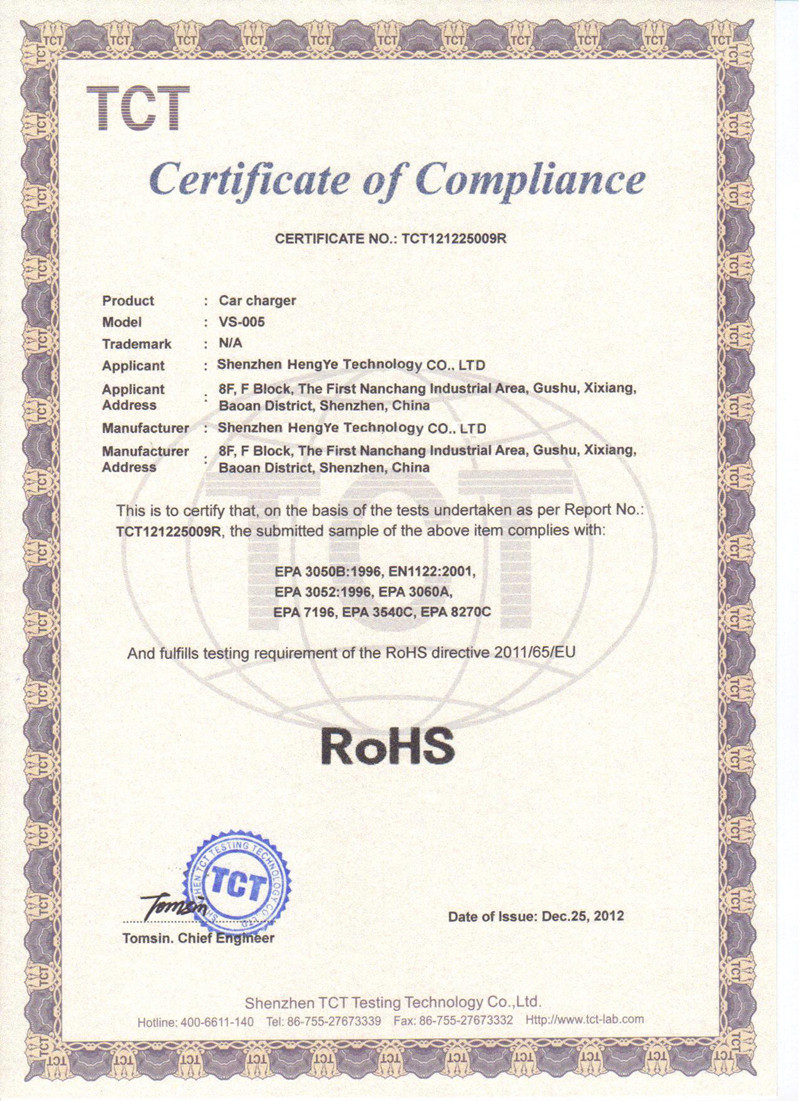 TCT
Certificate of Compliance
CERTIFICATE NO.: TCT121225009R
Product : Car charger
Model : VS-005
Trademark : N/A
Applicant : Shenzhen HengYe Technology CO.. LTD
Applicant Address : 8F, F Block, The First Nanchang Industrial Area, Gushu, Xixiang,
Baoan District, Shenzhen, China
Manufacturer : Shenzhen HengYe Technology CO.. LTD
Manufacturer Address : 8F, F Block, The First Nanchang Industrial Area, Gushu, Xixiang,
Baoan District, Shenzhen, China
TCT
This is to certify that, on the basis of the tests undertaken as per Report No.:
TCT121225009R, the submitted sample of the above item complies with:
EPA 3050B:1996, EN1122:2001,
EPA 3052:1996, EPA 3060A,
EPA 7196, EPA 3540C, EPA 8270C
And fulfills testing requirement of the RoHS directive 2011/65/EU
RoHS
TCT TESTING TECHNOLOGY CO. LTD
TCT
Tomsin
Tomsin. Chief Engineer
Date of Issue: Dec.25, 2012
Shenzhen TCT Testing Technology Co.,Ltd.
Hotline: 400-6611-140 Tel: 86-755-27673339 Fax: 86-755-27673332 Http://www.tct-lab.com